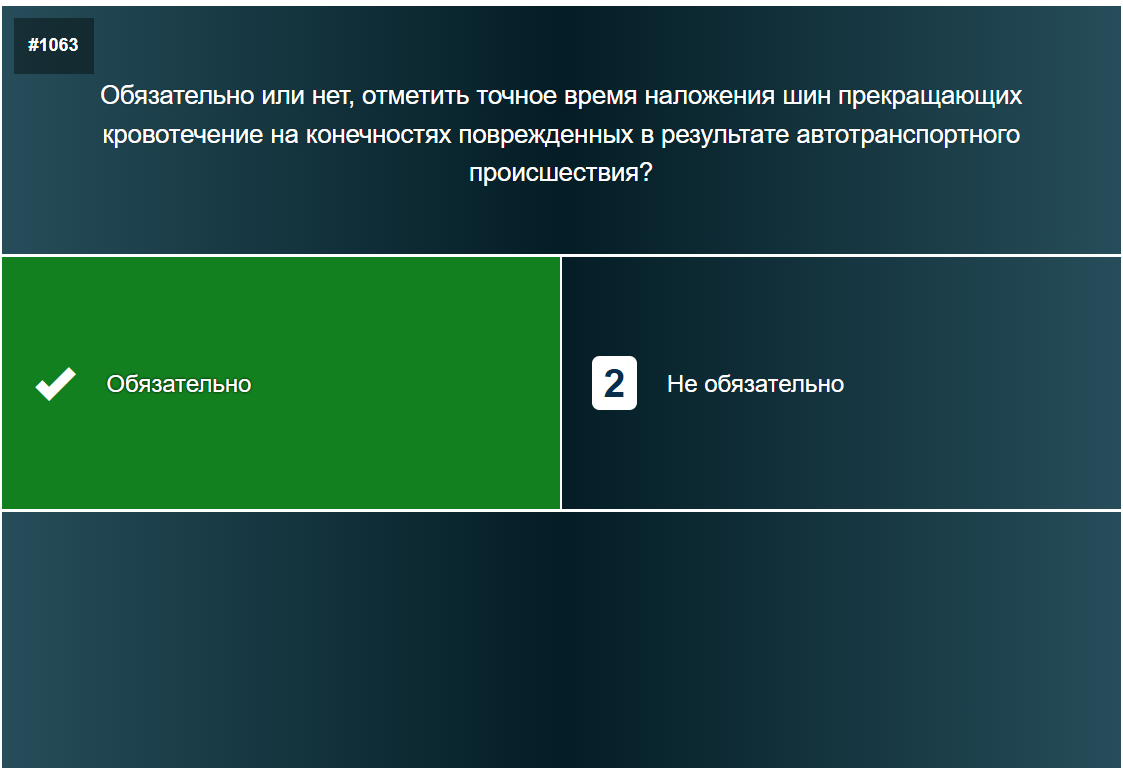 #1063
Обязательно или нет, отметить точное время наложения шин прекращающих
кровотечение на конечностях поврежденных в результате автотранспортного
происшествия?
Обязательно
2 Не обязательно